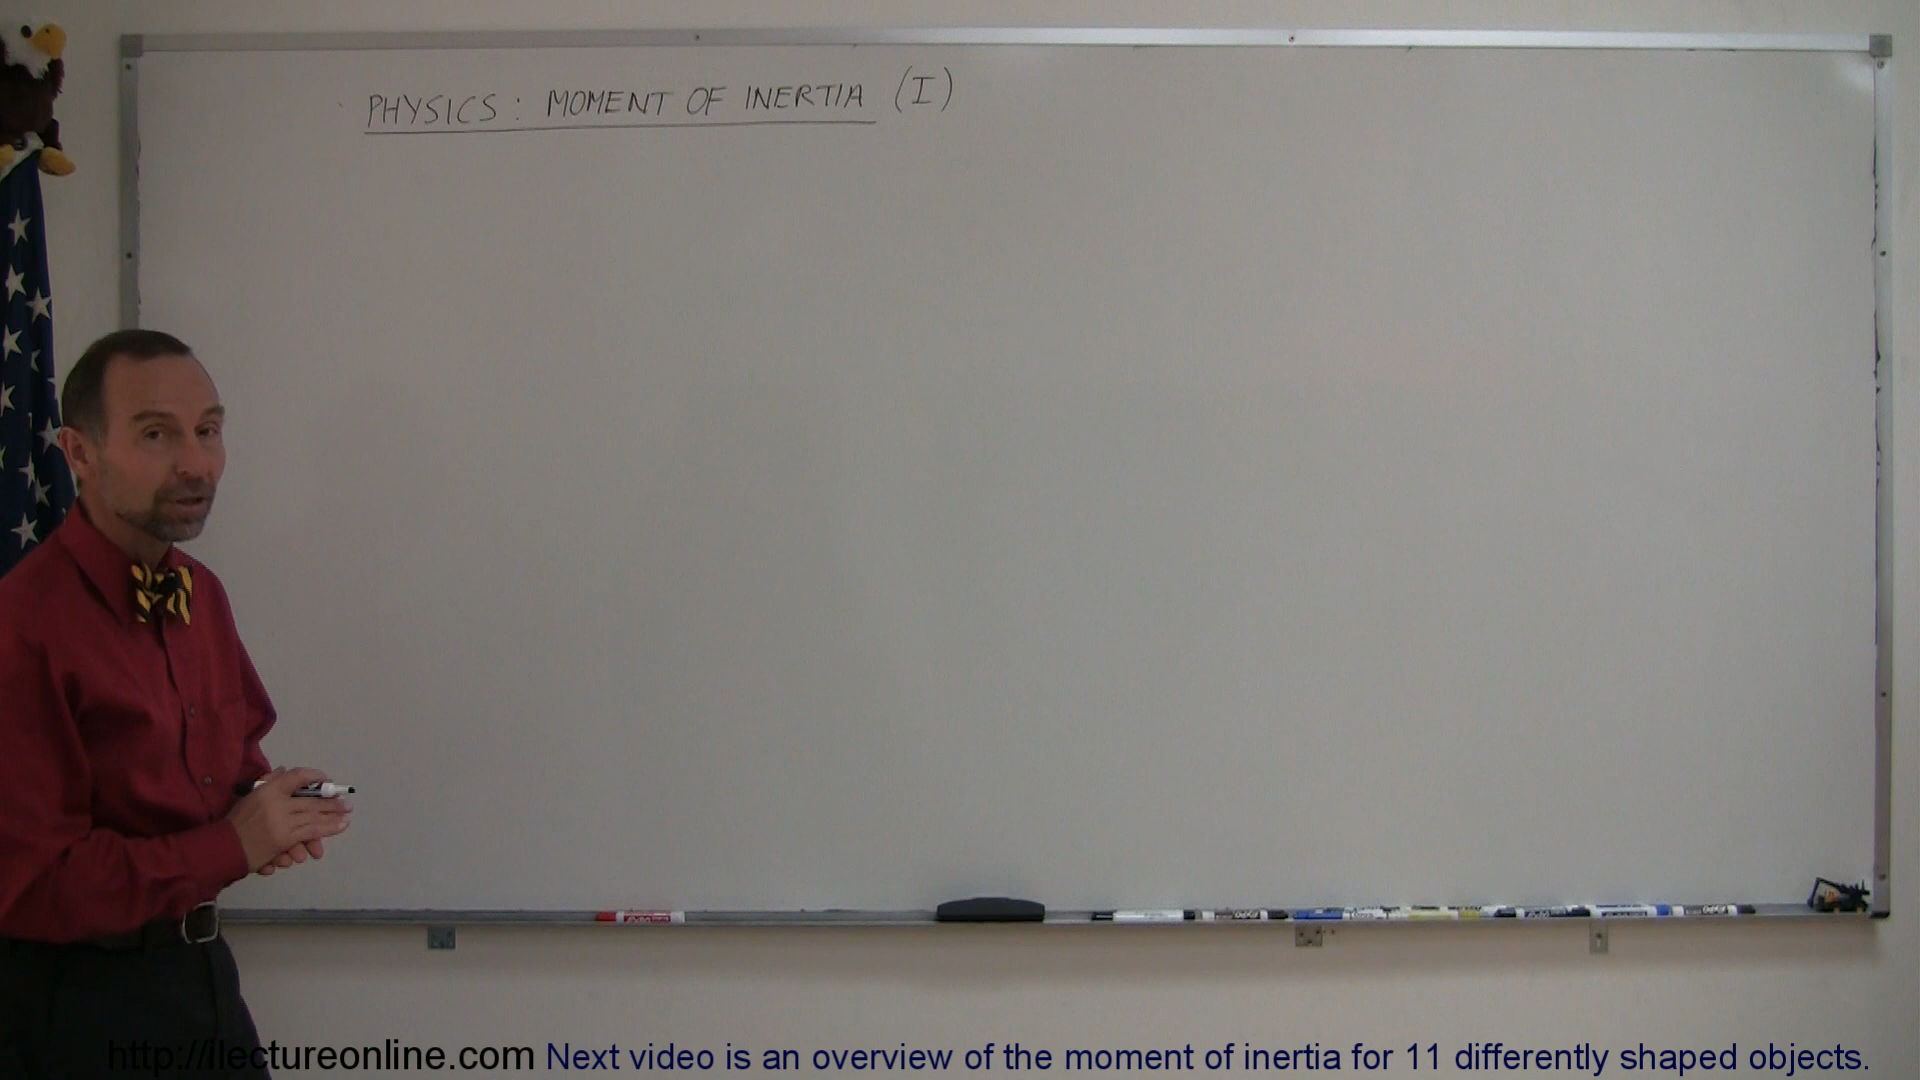 PHYSICS: MOMENT OF INERTIA (I)
http://ilectureonline.com Next video is an overview of the moment of inertia for 11 differently shaped objects.